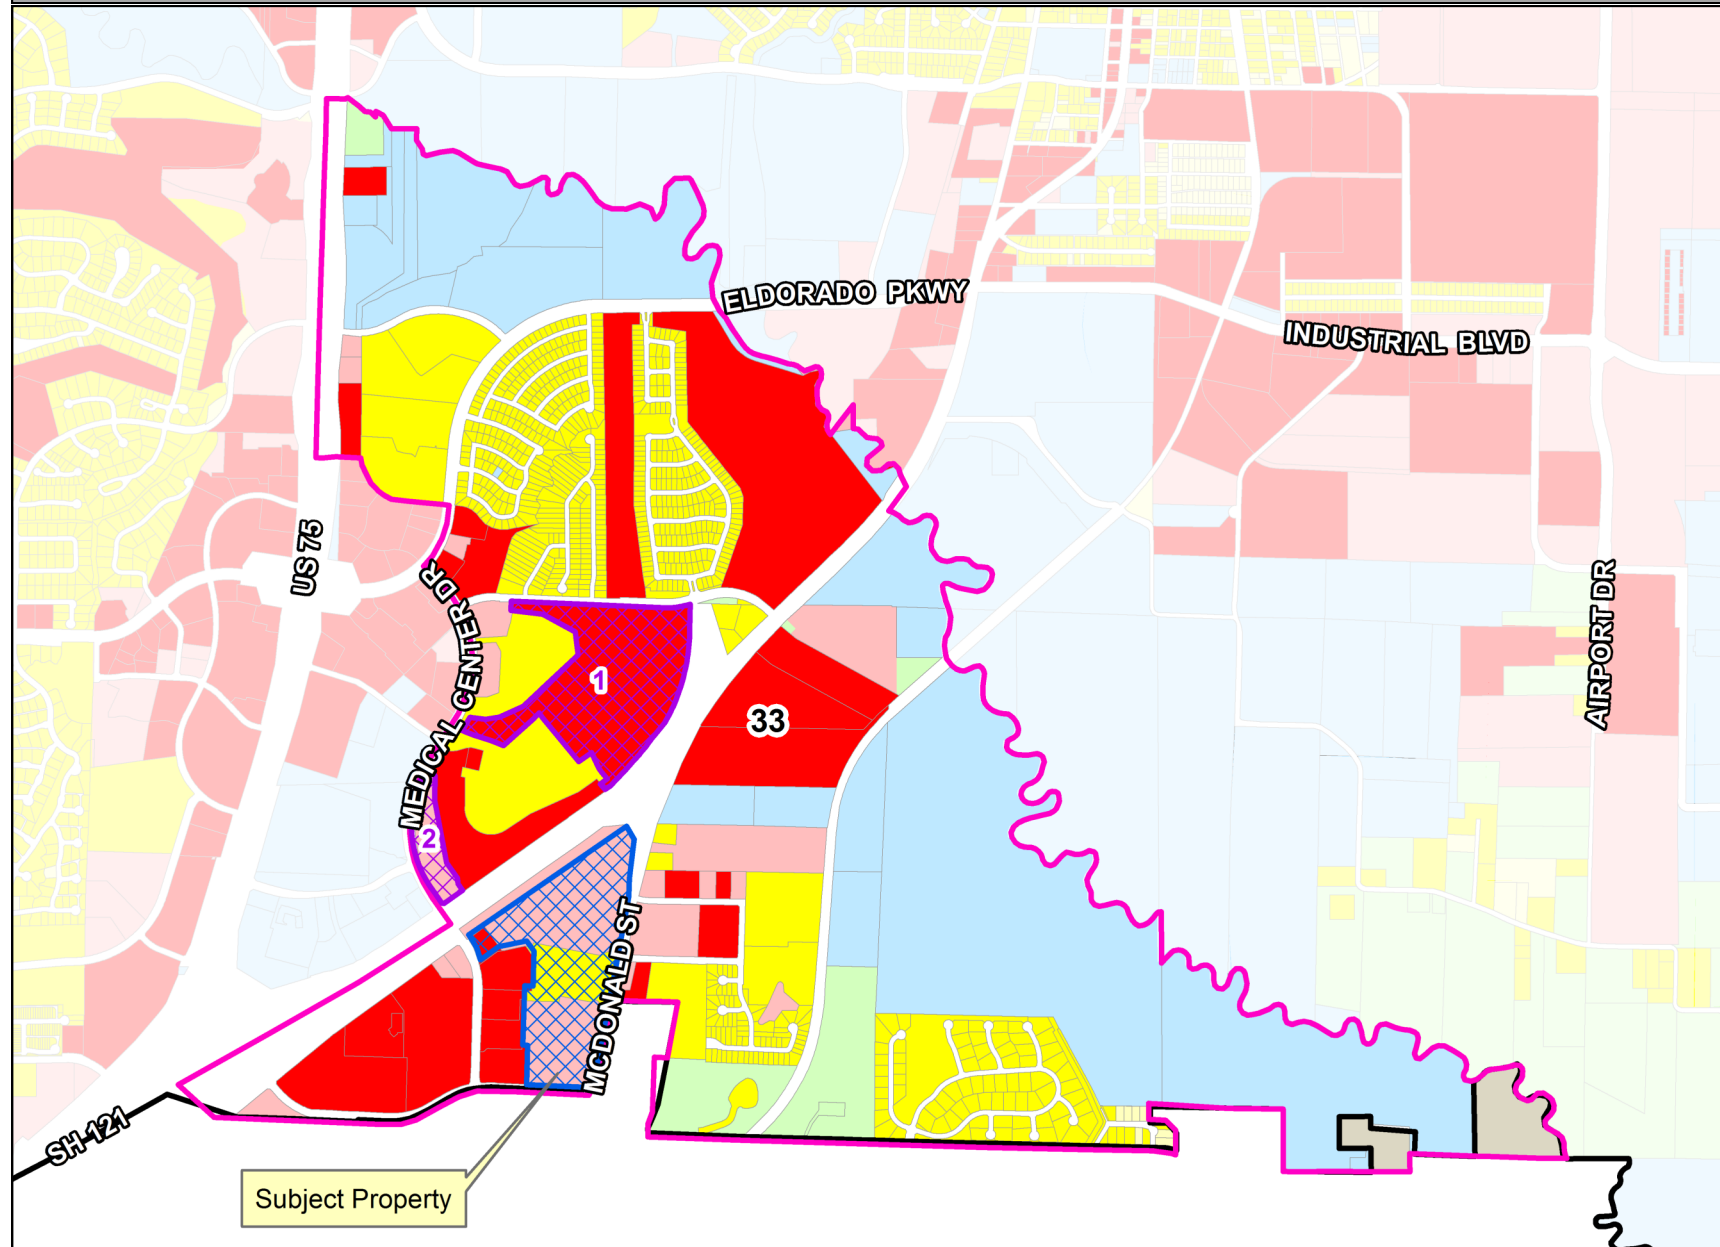 ELDORADO PKWY
INDUSTRIAL BLVD
US 75
MEDICAL CENTER DR
AIRPORT DR
1
33
2
MCDONALD ST
SH 121
Subject Property